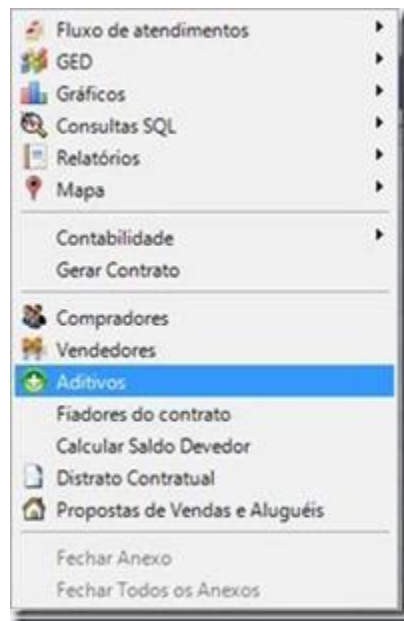 Fluxo de atendimentos
GED
Gráficos
Consultas SQL
Relatórios
Mapa
Contabilidade
Gerar Contrato
Compradores
Vendedores
Aditivos
Fiadores do contrato
Calcular Saldo Devedor
Distrato Contratual
Propostas de Vendas e Aluguéis
Fechar Anexo
Fechar Todos os Anexos